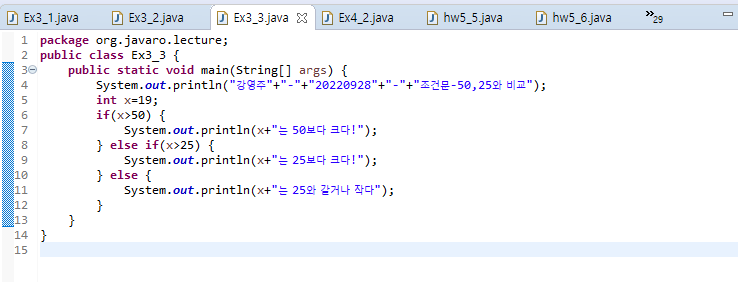 Ex3_1.java Ex3_2.java Ex3_3.java Ex4_2.java hw5_5.java hw5_6.java »29
1 package org.javaro.lecture;
2 public class Ex3_3 {
3 public static void main(String[] args) {
4 System.out.println("강영주"+"-"+"20220928"+"-"+"조건문-50,25와 비교");
5 int x=19;
6 if(x>50) {
7 System.out.println(x+"는 50보다 크다!");
8 } else if(x>25) {
9 System.out.println(x+"는 25보다 크다!");
10 } else {
11 System.out.println(x+"는 25와 같거나 작다");
12 }
13 }
14 }
15